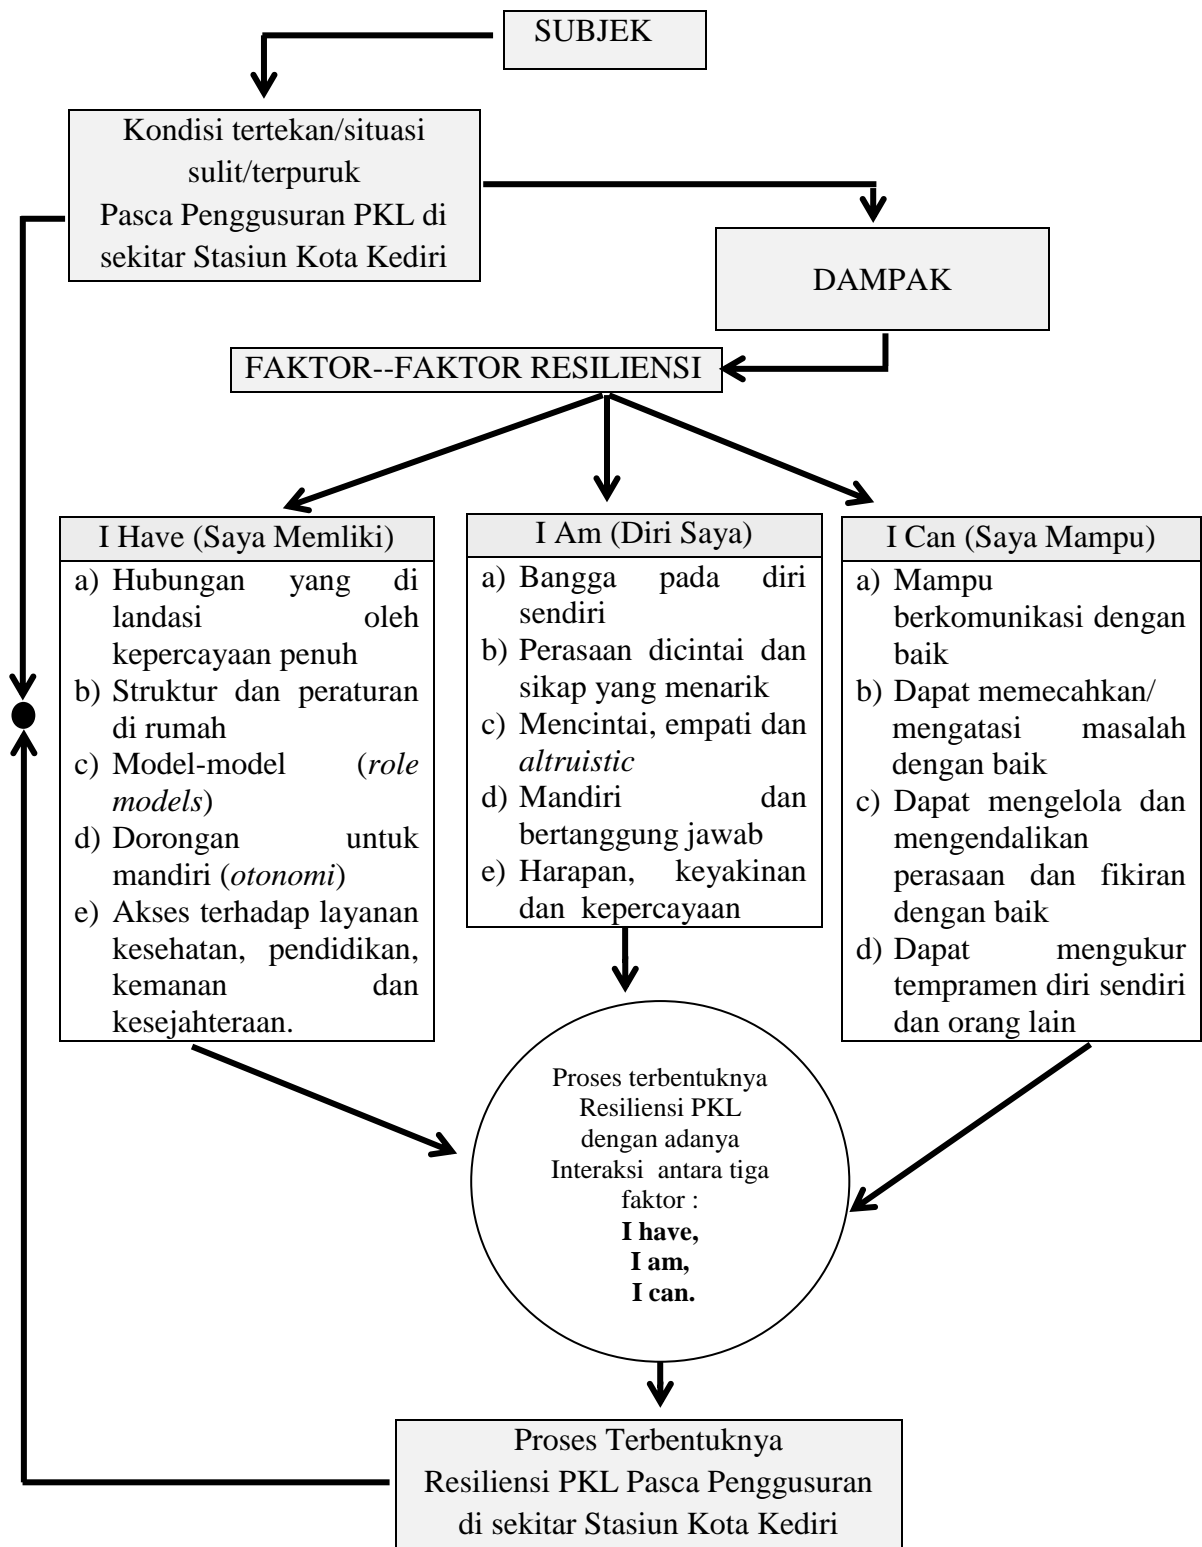 SUBJEK
Kondisi tertekan/situasi
sulit/terpuruk
Pasca Penggusuran PKL di
sekitar Stasiun Kota Kediri
DAMPAK
FAKTOR--FAKTOR RESILIENSI
I Have (Saya Memliki)
a) Hubungan yang di
landasi oleh
kepercayaan penuh
b) Struktur dan peraturan
di rumah
c) Model-model (role
models)
d) Dorongan untuk
mandiri (otonomi)
e) Akses terhadap layanan
kesehatan, pendidikan,
kemanan dan
kesejahteraan.
I Am (Diri Saya)
a) Bangga pada diri
sendiri
b) Perasaan dicintai dan
sikap yang menarik
c) Mencintai, empati dan
altruistic
d) Mandiri dan
bertanggung jawab
e) Harapan, keyakinan
dan kepercayaan
I Can (Saya Mampu)
a) Mampu
berkomunikasi dengan
baik
b) Dapat memecahkan/
mengatasi masalah
dengan baik
c) Dapat mengelola dan
mengendalikan
perasaan dan fikiran
dengan baik
d) Dapat mengukur
tempramen diri sendiri
dan orang lain
Proses terbentuknya
Resiliensi PKL
dengan adanya
Interaksi antara tiga
faktor :
I have,
I am,
I can.
Proses Terbentuknya
Resiliensi PKL Pasca Penggusuran
di sekitar Stasiun Kota Kediri